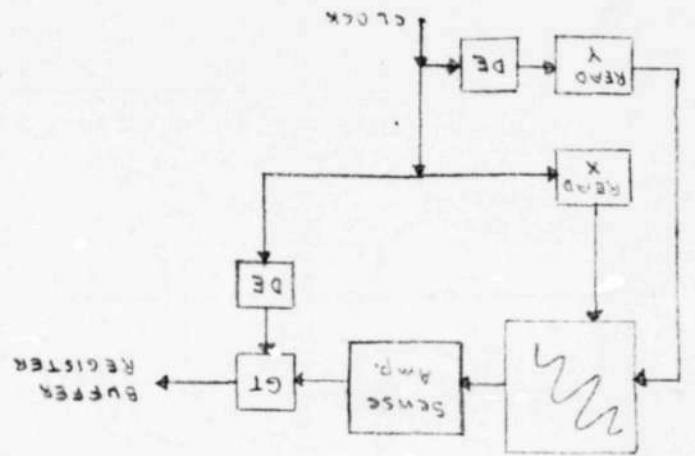 Sense
Amp.
GT
BUFFER
REGISTER
DE
READ
X
READ
Y
DE
CLOCK